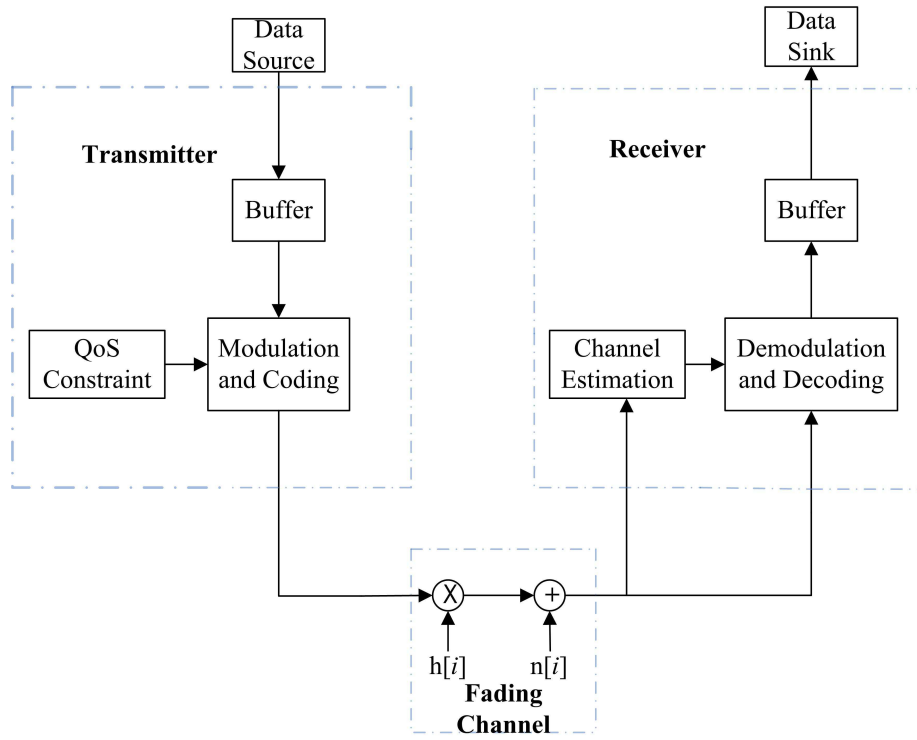 Data
Source
Data
Sink
Transmitter
Receiver
Buffer
Buffer
QoS
Constraint
Modulation
and Coding
Channel
Estimation
Demodulation
and Decoding
X
+
h[i]
n[i]
Fading
Channel